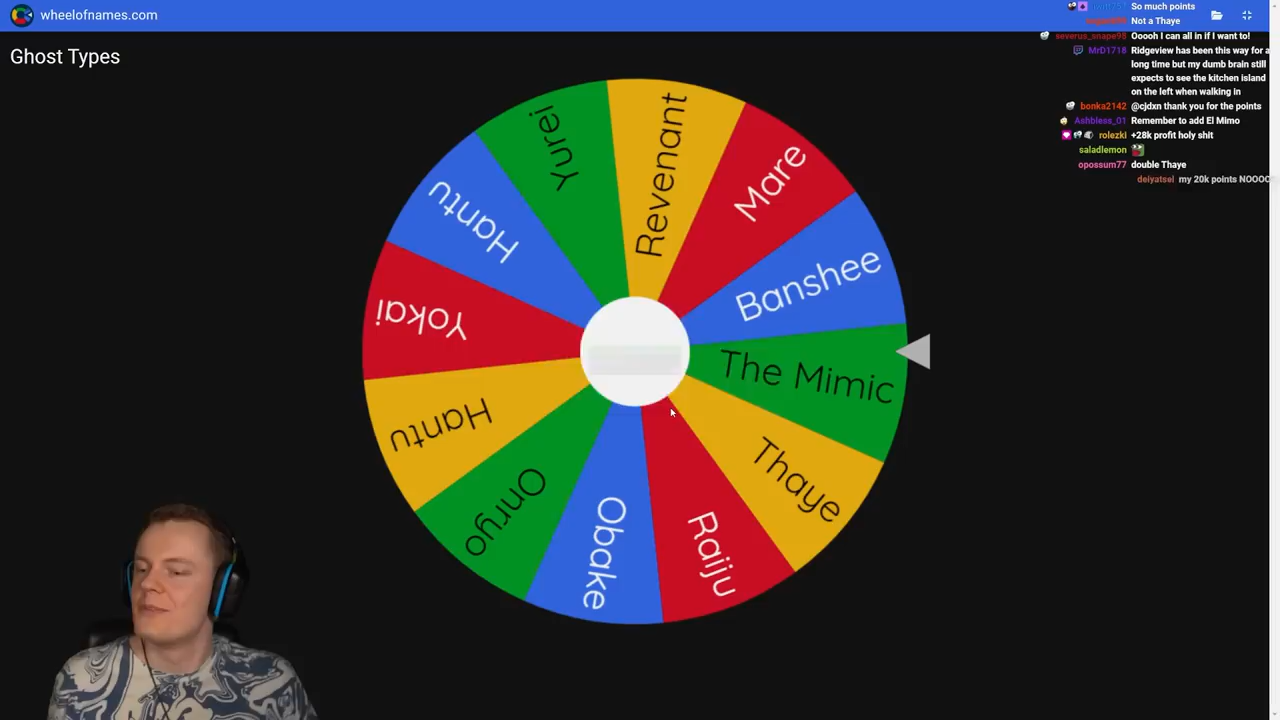 wheelofnames.com
Ghost Types
So much points
Not a Thaye
severus_snape98 Ooooh I can all in if I want to!
MrD1718 Ridgeview has been this way for a
long time but my dumb brain still
expects to see the kitchen island
on the left when walking in
bonka2142 @cjdxn thank you for the points
Ashbless_01 Remember to add El Mimo
rolezki +28k profit holy shit
saladlemon
opossum77 double Thaye
deiyatsel my 20k points NOOOO
Revenant
Mare
Banshee
The Mimic
Thaye
Raiju
Obake
Onryo
Hantu
Yokai
Hantu
Yurei